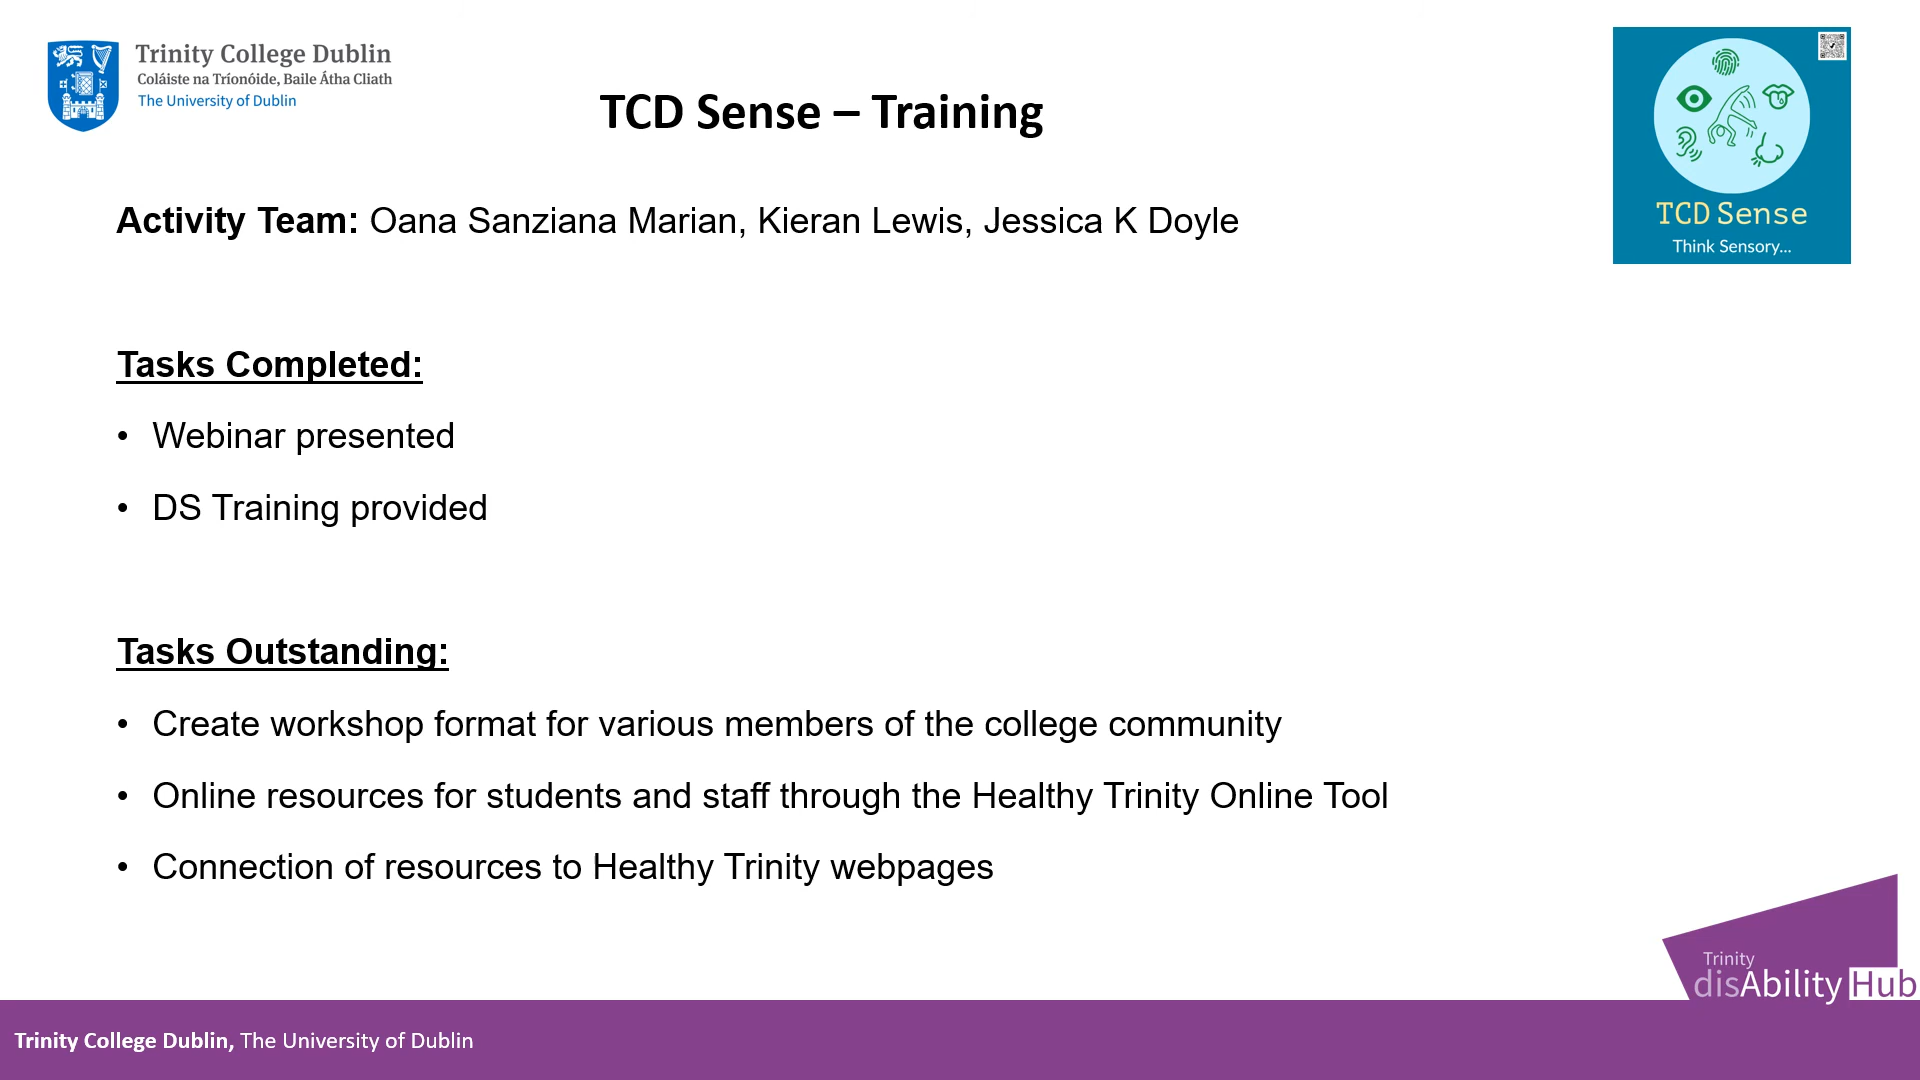 Trinity College Dublin
Coláiste na Tríonóide, Baile Átha Cliath
The University of Dublin
TCD Sense – Training
TCD Sense
Think Sensory...
Activity Team: Oana Sanziana Marian, Kieran Lewis, Jessica K Doyle
Tasks Completed:
• Webinar presented
• DS Training provided
Tasks Outstanding:
• Create workshop format for various members of the college community
• Online resources for students and staff through the Healthy Trinity Online Tool
• Connection of resources to Healthy Trinity webpages
Trinity
disAbility Hub
Trinity College Dublin, The University of Dublin